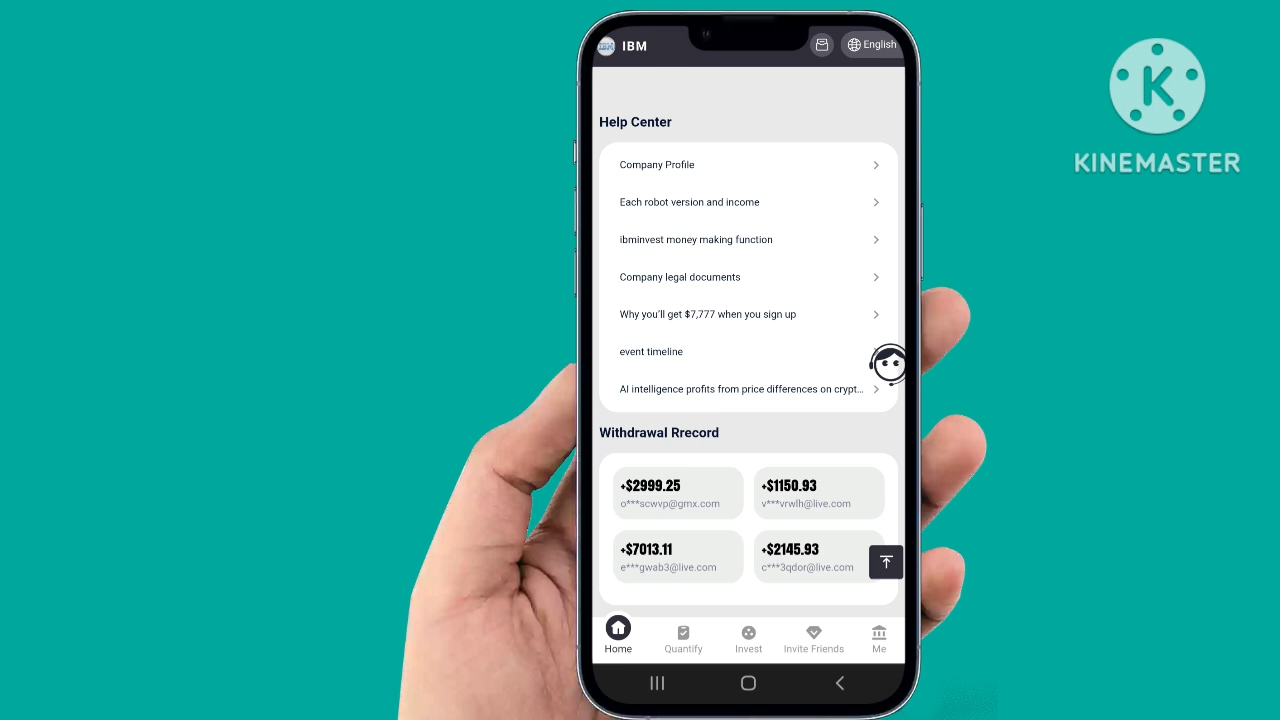 IBM
IBM
English
Help Center
Company Profile
Each robot version and income
ibminvest money making function
Company legal documents
Why you'll get $7,777 when you sign up
event timeline
AI intelligence profits from price differences on crypt...
Withdrawal Rrecord
+$2999.25
o***scwvp@gmx.com
+$1150.93
v***vrwlh@live.com
+$7013.11
e***gwab3@live.com
+$2145.93
c***3qdor@live.com
Home
Quantify
Invest
Invite Friends
Me
K
KINEMASTER